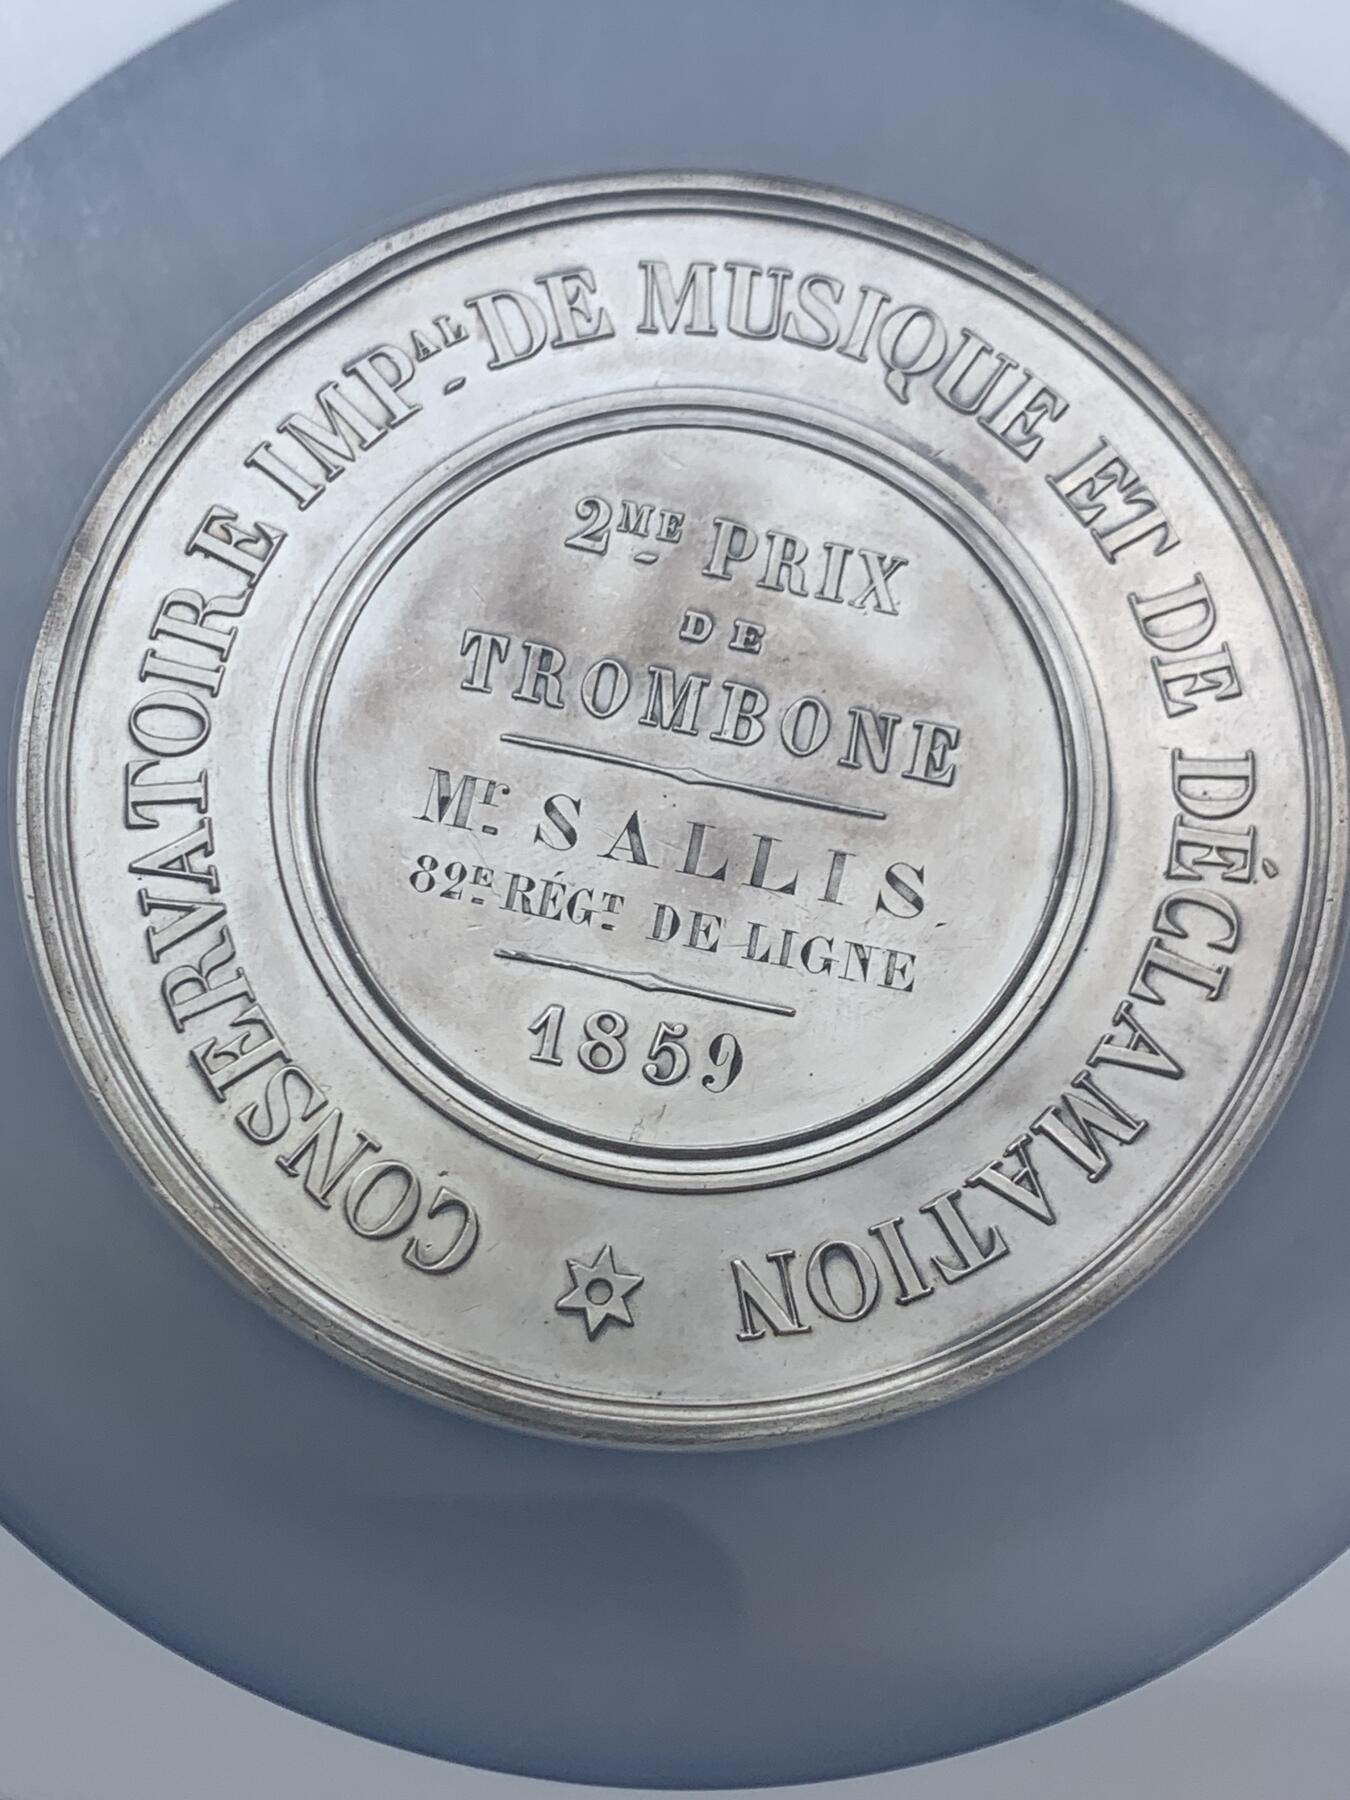 CONSERVATOIRE IMPAL DE MUSIQUE ET DE DÉCLAMATION
2ME PRIX
DE
TROMBONE
Mr SALLIS
82E RÉGT DE LIGNE
1859